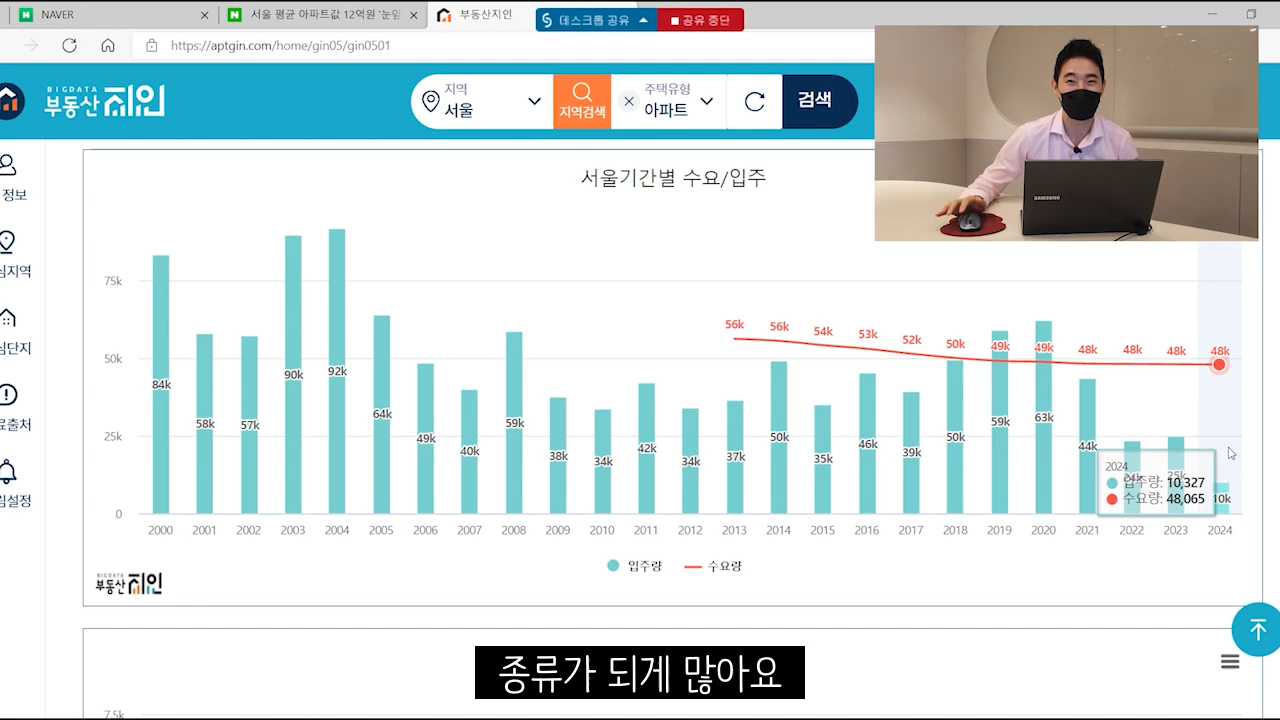 NAVER
서울 평균 아파트값 12억원 '눈앞
부동산지인
데스크톱 공유
공유 중단
https://aptgin.com/home/gin05/gin0501
BIGDATA
부동산지인
지역
서울
지역검색
주택유형
아파트
검색
정보
심지역
심단지
료출처
림설정
서울기간별 수요/입주
SAMSUNG
75k
50k
25k
0
84k
58k
57k
90k
92k
64k
49k
40k
59k
38k
34k
42k
34k
37k
50k
35k
46k
39k
50k
59k
63k
44k
24k
25k
10k
56k
56k
54k
53k
52k
50k
49k
49k
48k
48k
48k
48k
2024
입주량: 10,327
수요량: 48,065
2000 2001 2002 2003 2004 2005 2006 2007 2008 2009 2010 2011 2012 2013 2014 2015 2016 2017 2018 2019 2020 2021 2022 2023 2024
입주량 수요량
BIGDATA
부동산지인
종류가 되게 많아요
7.5k